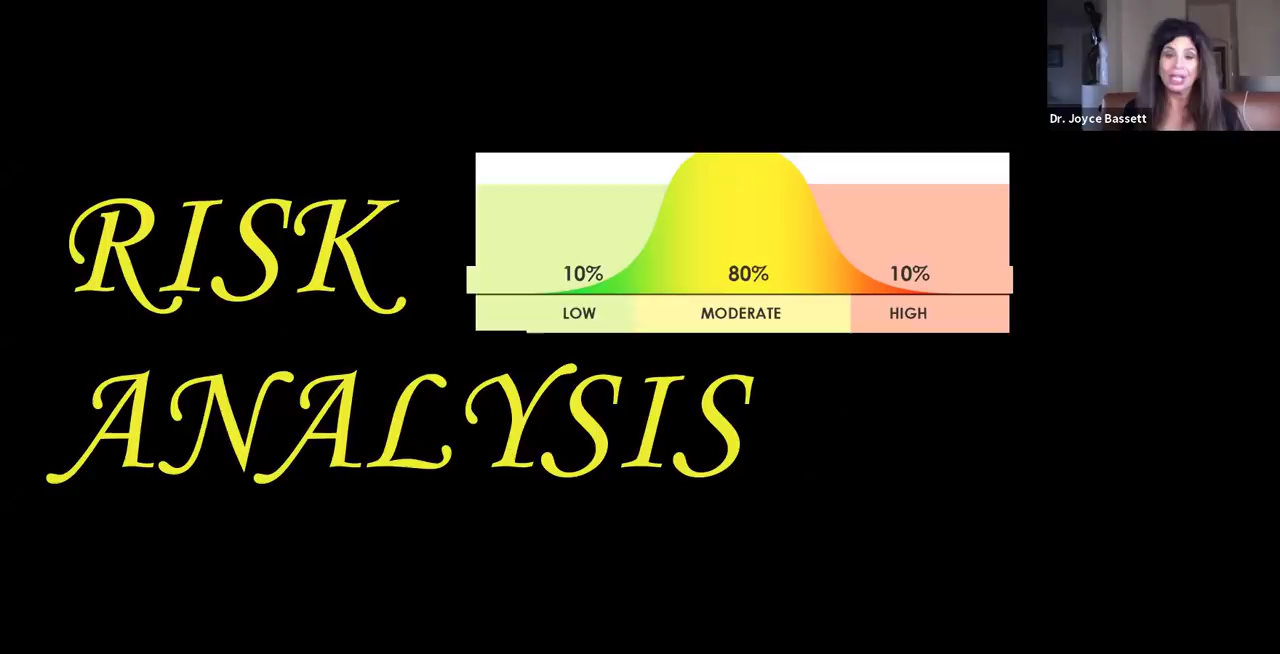 Dr. Joyce Bassett
RISK
10% 80% 10%
LOW MODERATE HIGH
ANALYSIS